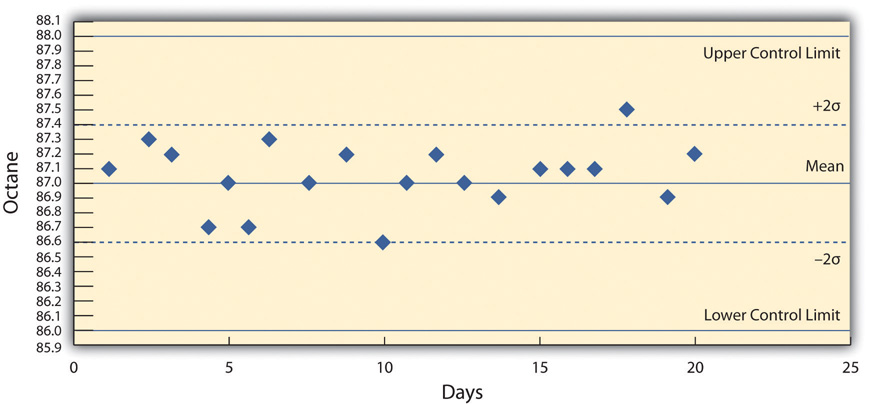 88.1
88.0
87.9
87.8
87.7
87.6
87.5
87.4
87.3
87.2
87.1
87.0
86.9
86.8
86.7
86.6
86.5
86.4
86.3
86.2
86.1
86.0
85.9
Octane
Upper Control Limit
+2σ
Mean
–2σ
Lower Control Limit
0 5 10 15 20 25
Days